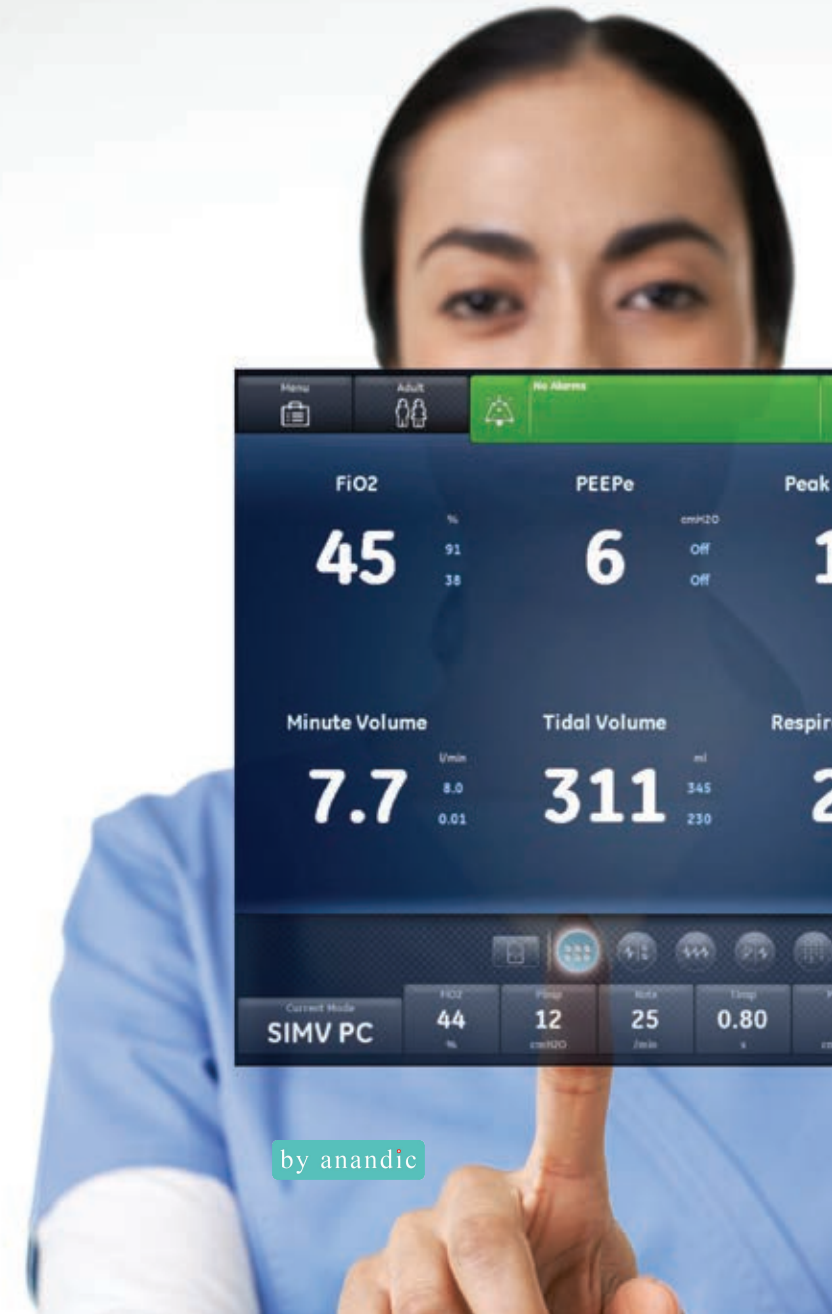 Menu
Adult
No Alarms
FiO2
%
45
91
38
PEEPe
cmH2O
6
Off
Off
Peak
1
Minute Volume
l/min
7.7
8.0
0.01
Tidal Volume
ml
311
345
230
Respir
2
Current Mode
SIMV PC
FiO2
44
%
Pinsp
12
cmH2O
Rate
25
/min
Tinsp
0.80
s
by anandic